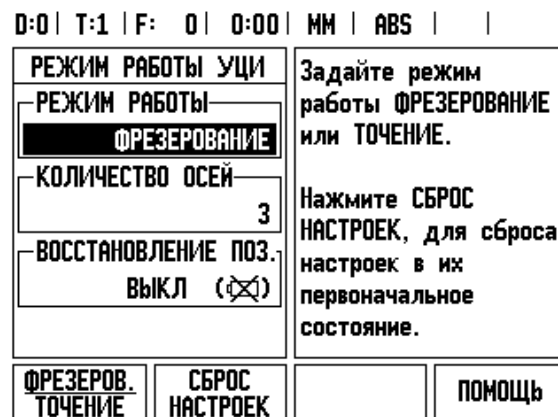 D:0 | T:1 | F: 0 | 0:00 | MM | ABS | |
РЕЖИМ РАБОТЫ УЦИ
РЕЖИМ РАБОТЫ
ФРЕЗЕРОВАНИЕ
КОЛИЧЕСТВО ОСЕЙ
3
ВОССТАНОВЛЕНИЕ ПОЗ.
ВЫКЛ ( )
Задайте режим
работы ФРЕЗЕРОВАНИЕ
или ТОЧЕНИЕ.
Нажмите СБРОС
НАСТРОЕК, для сброса
настроек в их
первоначальное
состояние.
ФРЕЗЕРОВ.
ТОЧЕНИЕ
СБРОС
НАСТРОЕК
ПОМОЩЬ